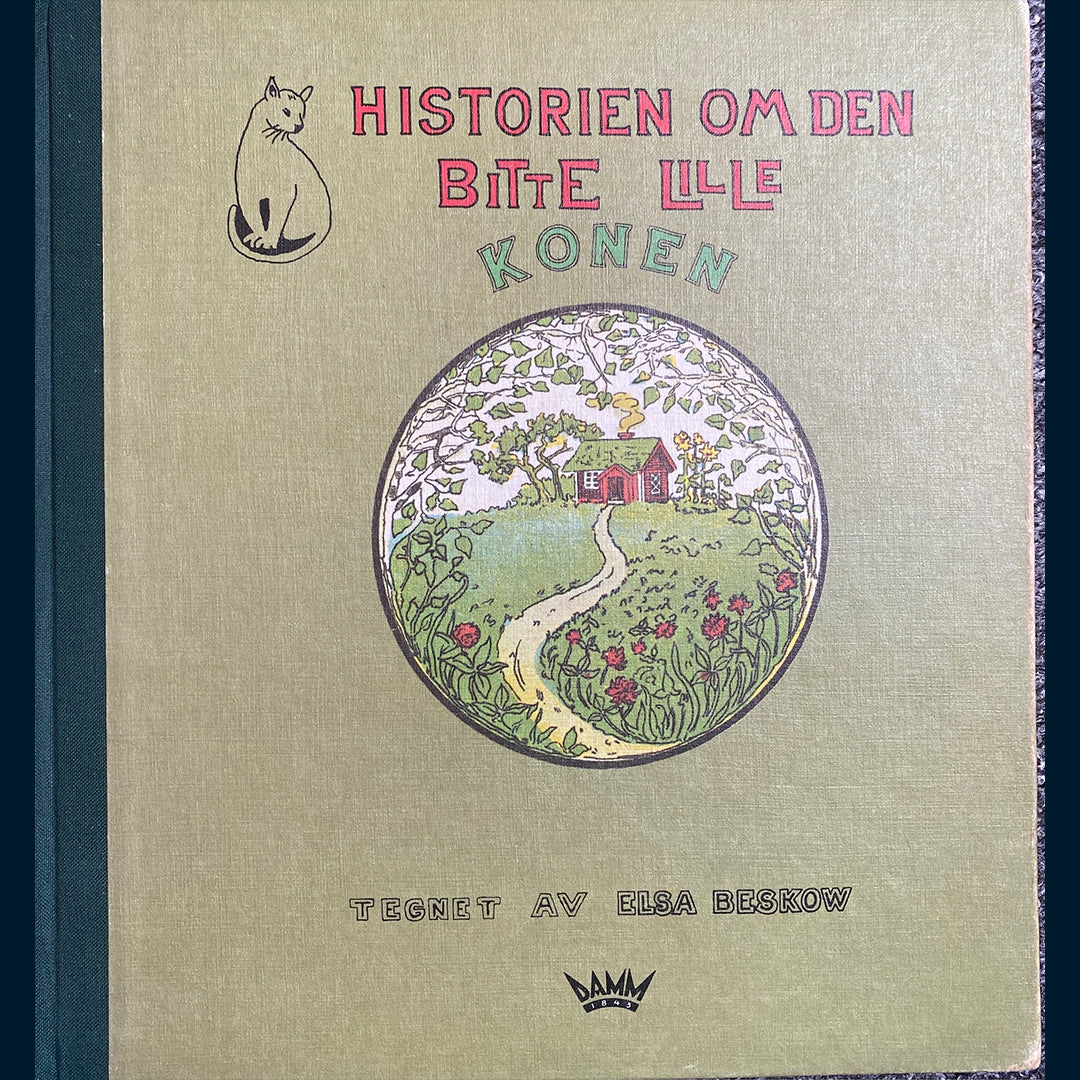 HISTORIEN OM DEN
BITTE LILLE
KONEN
TEGNET AV ELSA BESKOW
DAMM
1843